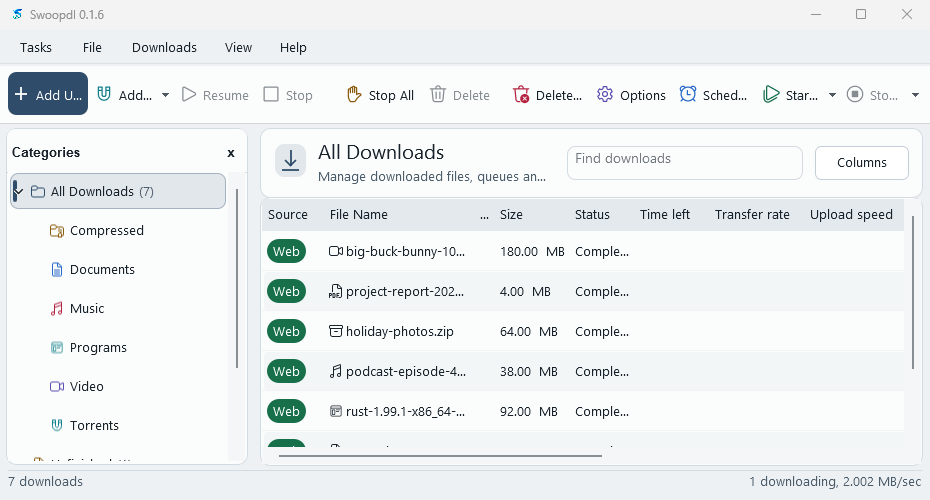 Swoopdl 0.1.6
Tasks File Downloads View Help
Add U... Add... Resume Stop Stop All Delete Delete... Options Sched... Star... Sto...
Categories x
All Downloads (7)
Compressed
Documents
Music
Programs
Video
Torrents
All Downloads
Manage downloaded files, queues an...
Find downloads
Columns
Source File Name ... Size Status Time left Transfer rate Upload speed
Web big-buck-bunny-10... 180.00 MB Comple...
Web project-report-202... 4.00 MB Comple...
Web holiday-photos.zip 64.00 MB Comple...
Web podcast-episode-4... 38.00 MB Comple...
Web rust-1.99.1-x86_64-... 92.00 MB Comple...
7 downloads
1 downloading, 2.002 MB/sec